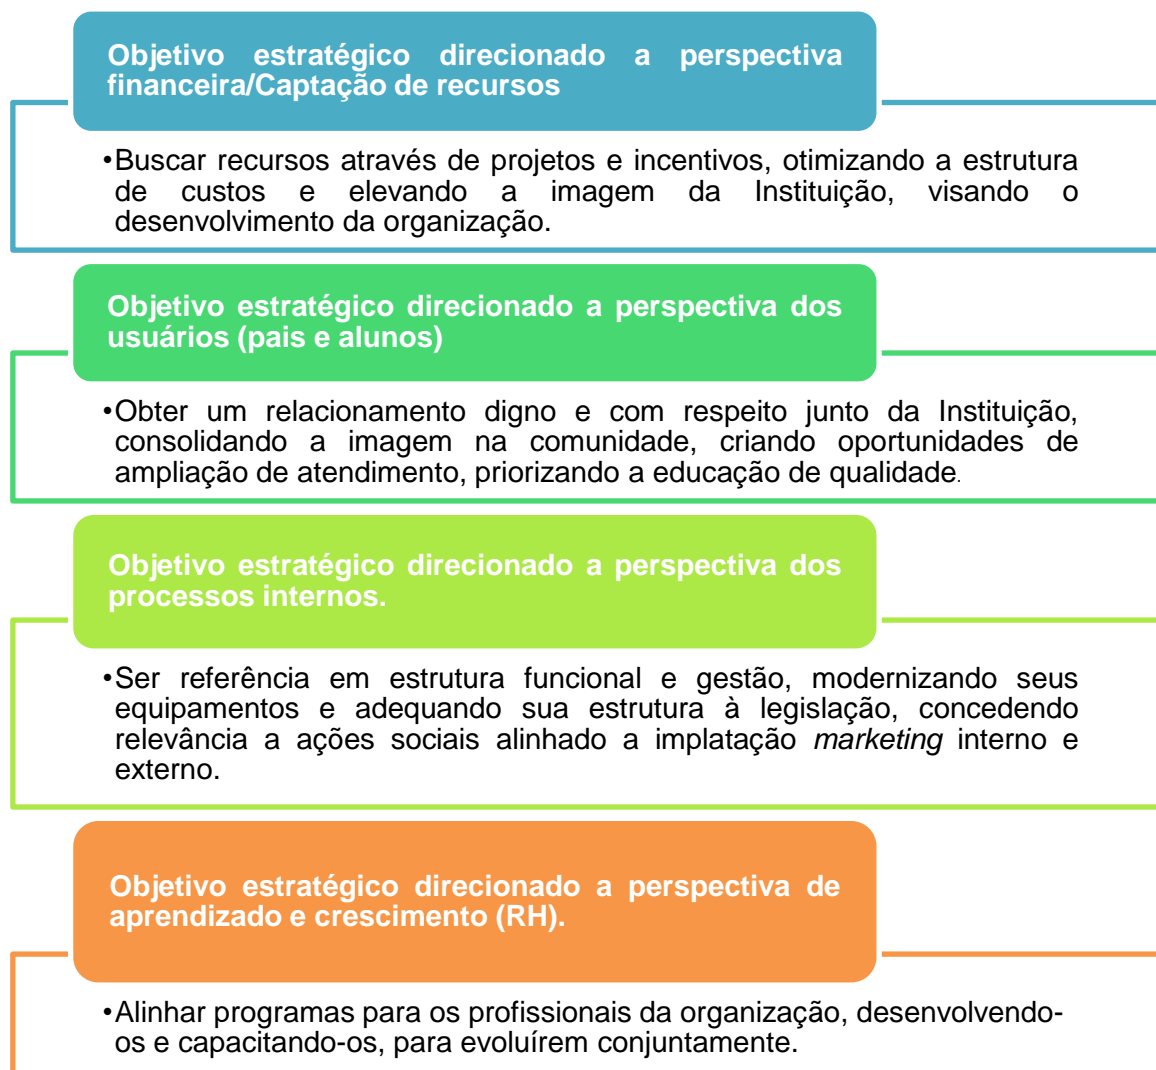 Objetivo estratégico direcionado a perspectiva
financeira/Captação de recursos
•Buscar recursos através de projetos e incentivos, otimizando a estrutura
de custos e elevando a imagem da Instituição, visando o
desenvolvimento da organização.
Objetivo estratégico direcionado a perspectiva dos
usuários (pais e alunos)
•Obter um relacionamento digno e com respeito junto da Instituição,
consolidando a imagem na comunidade, criando oportunidades de
ampliação de atendimento, priorizando a educação de qualidade.
Objetivo estratégico direcionado a perspectiva dos
processos internos.
•Ser referência em estrutura funcional e gestão, modernizando seus
equipamentos e adequando sua estrutura à legislação, concedendo
relevância a ações sociais alinhado a implatação marketing interno e
externo.
Objetivo estratégico direcionado a perspectiva de
aprendizado e crescimento (RH).
•Alinhar programas para os profissionais da organização, desenvolvendo-
os e capacitando-os, para evoluírem conjuntamente.